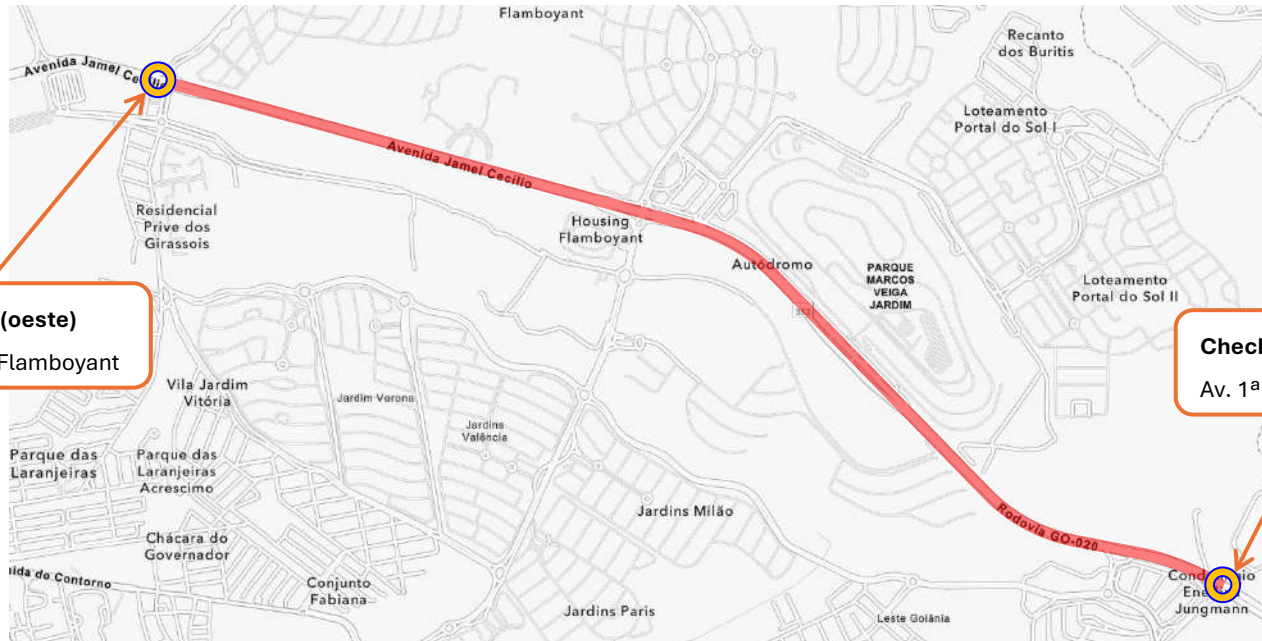 Flamboyant
Recanto
dos Buritis
Avenida Jamel Cecílio
Loteamento
Portal do Sol I
Avenida Jamel Cecílio
Residencial
Prive dos
Girassois
Housing
Flamboyant
Autódromo
PARQUE
MARCOS
VEIGA
JARDIM
Loteamento
Portal do Sol II
353
(oeste)
Flamboyant
Check
Av. 1ª
Vila Jardim
Vitória
Jardim Verona
Jardins
Valência
Parque das
Laranjeiras
Parque das
Laranjeiras
Acrescimo
Jardins Milão
Rodovia GO-020
Chácara do
Governador
ida do Contorno
Conjunto
Fabiana
Jardins Paris
Leste Goiânia
Jungmann